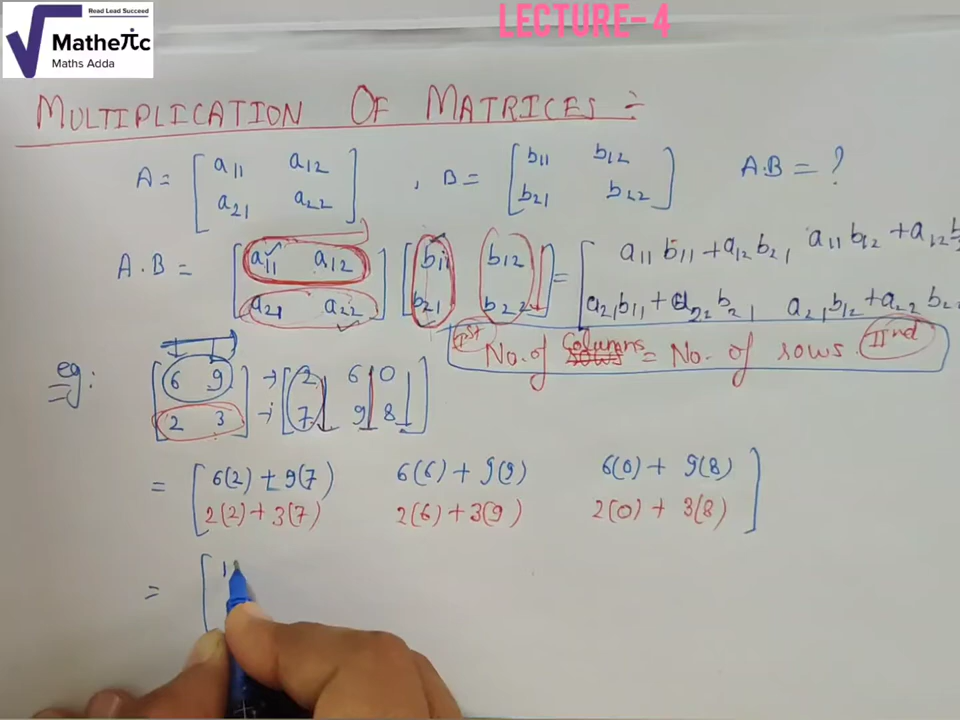 LECTURE-4
Read Lead Succeed
Matheπc
Maths Adda
MULTIPLICATION OF MATRICES :-
A = [ a11 a12
a21 a22 ] , B = [ b11 b12
b21 b22 ] A.B = ?
A.B = [ a11 a12
a21 a22 ] [ b11 b12
b21 b22 ] = [ a11 b11 + a12 b21 a11 b12 + a12 b
a21 b11 + a22 b21 a21 b12 + a22 b2
Ist No. of Columns = No. of rows. IInd
eg: [ 6 9
2 3 ] [ 2 6 0
7 9 8 ]
= [ 6(2) + 9(7) 6(6) + 9(9) 6(0) + 9(8)
2(2) + 3(7) 2(6) + 3(9) 2(0) + 3(8) ]
= [ 1